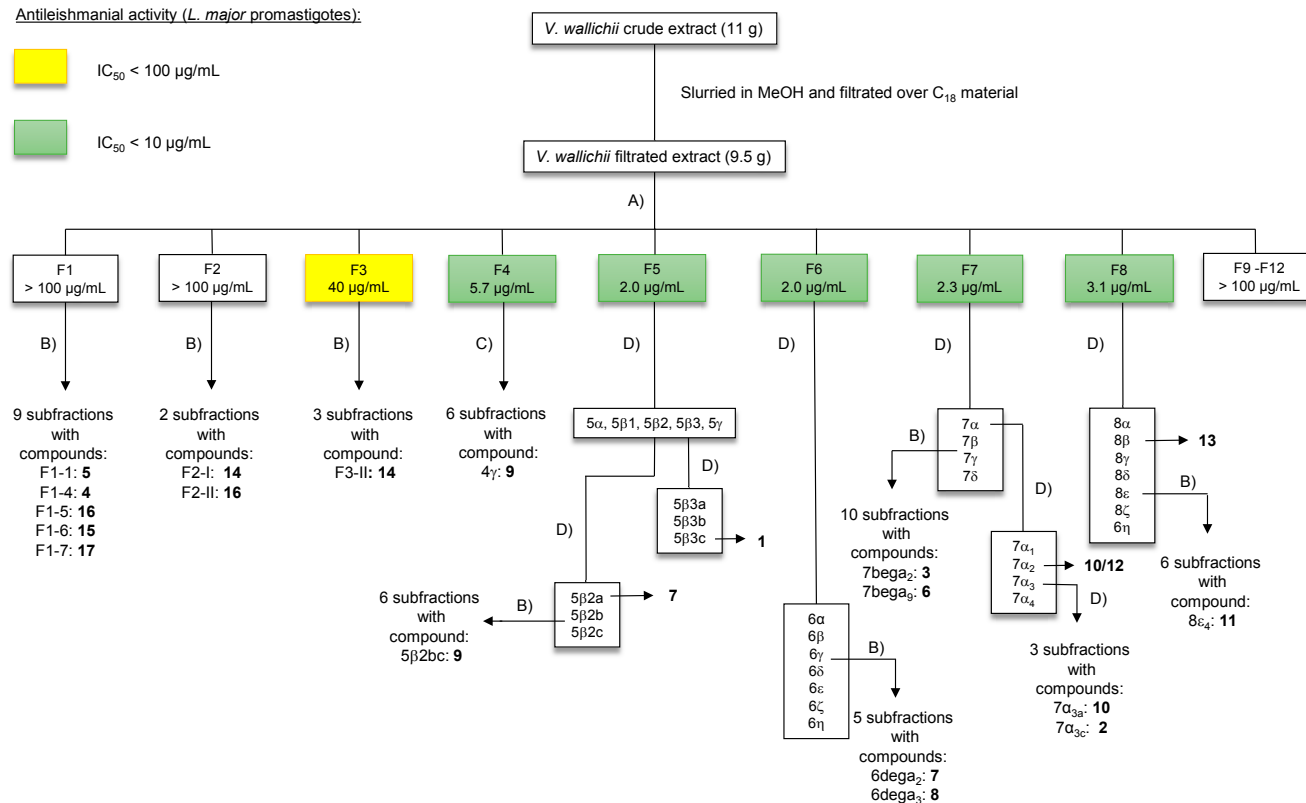 Antileishmanial activity (L. major promastigotes):
IC50 < 100 µg/mL
IC50 < 10 µg/mL
V. wallichii crude extract (11 g)
Slurried in MeOH and filtrated over C18 material
V. wallichii filtrated extract (9.5 g)
A)
F1
> 100 µg/mL
F2
> 100 µg/mL
F3
40 µg/mL
F4
5.7 µg/mL
F5
2.0 µg/mL
F6
2.0 µg/mL
F7
2.3 µg/mL
F8
3.1 µg/mL
F9 -F12
> 100 µg/mL
B)
B)
B)
C)
D)
D)
D)
D)
9 subfractions
with
compounds:
F1-1: 5
F1-4: 4
F1-5: 16
F1-6: 15
F1-7: 17
2 subfractions
with
compounds:
F2-I: 14
F2-II: 16
3 subfractions
with
compounds:
F3-II: 14
6 subfractions
with
compound:
4γ: 9
5α, 5β1, 5β2, 5β3, 5γ
D)
5β3a
5β3b
5β3c
1
D)
5β2a
5β2b
5β2c
7
B)
6 subfractions
with
compound:
5β2bc: 9
6α
6β
6γ
6δ
6ε
6ζ
6η
B)
5 subfractions
with
compounds:
6dega2: 7
6dega3: 8
7α
7β
7γ
7δ
B)
10 subfractions
with
compounds:
7bega2: 3
7bega9: 6
D)
7α1
7α2
7α3
7α4
10/12
D)
3 subfractions
with
compounds:
7α3a: 10
7α3c: 2
8α
8β
8γ
8δ
8ε
8ζ
6η
13
B)
6 subfractions
with
compound:
8ε4: 11